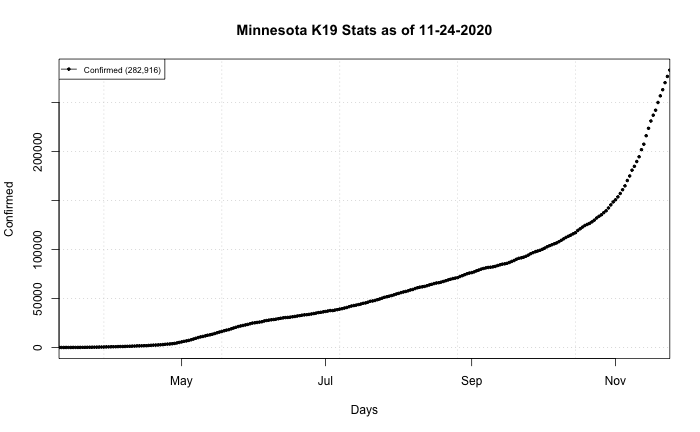 Minnesota K19 Stats as of 11-24-2020
Confirmed (282,916)
Confirmed
200000
100000
50000
0
May
Jul
Sep
Nov
Days